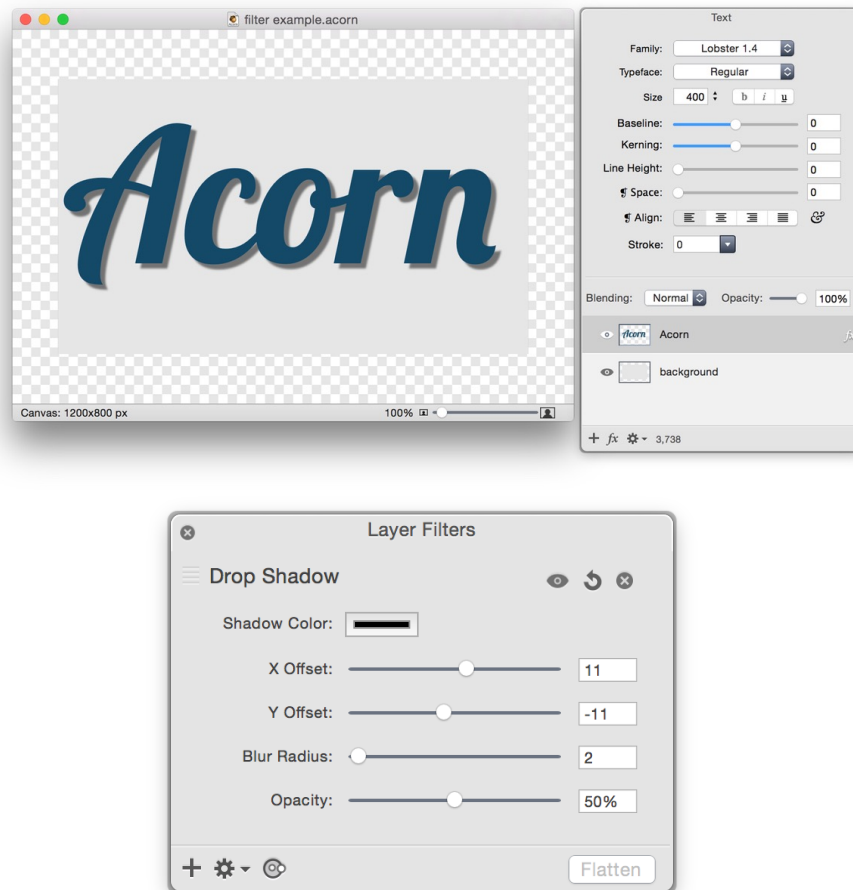 filter example.acorn
Acorn
Canvas: 1200x800 px
100%
Text
Family: Lobster 1.4
Typeface: Regular
Size 400 b i u
Baseline: 0
Kerning: 0
Line Height: 0
¶ Space: 0
¶ Align: &
Stroke: 0
Blending: Normal Opacity: 100%
Acorn Acorn fx
background
+ fx 3,738
Layer Filters
Drop Shadow
Shadow Color:
X Offset: 11
Y Offset: -11
Blur Radius: 2
Opacity: 50%
Flatten